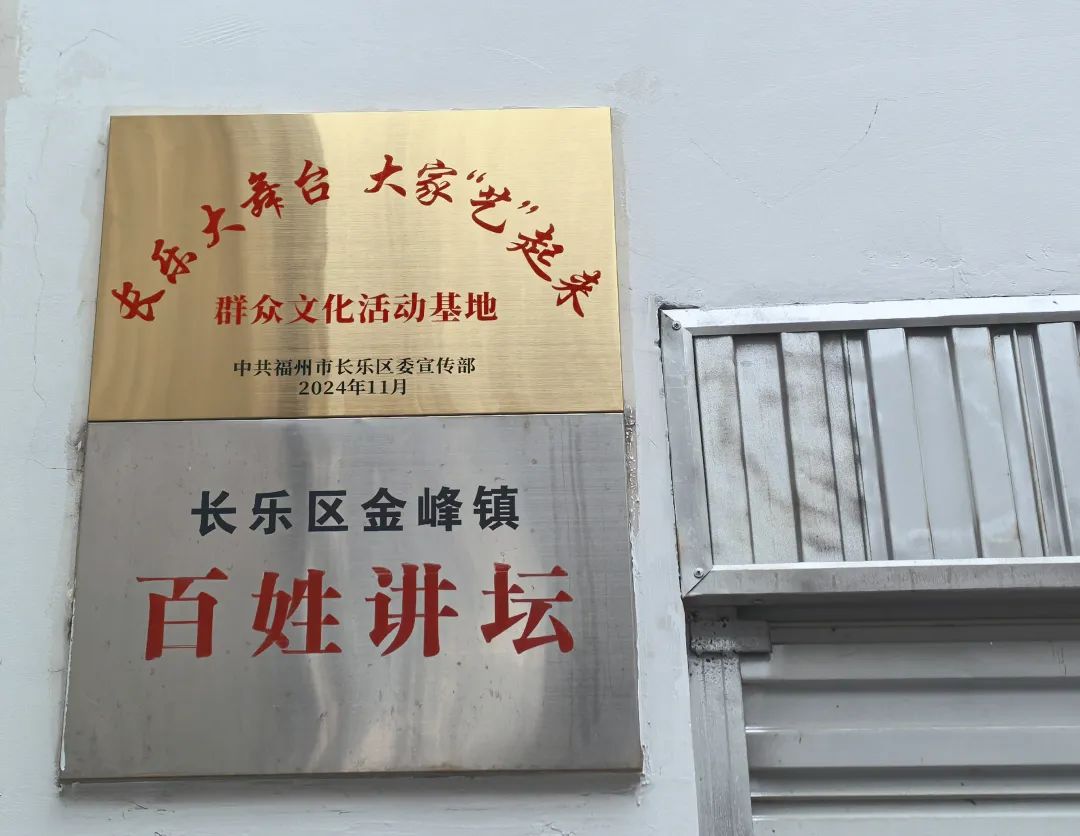 长乐大舞台 大家“艺”起来
群众文化活动基地
中共福州市长乐区委宣传部
2024年11月
长乐区金峰镇
百姓讲坛